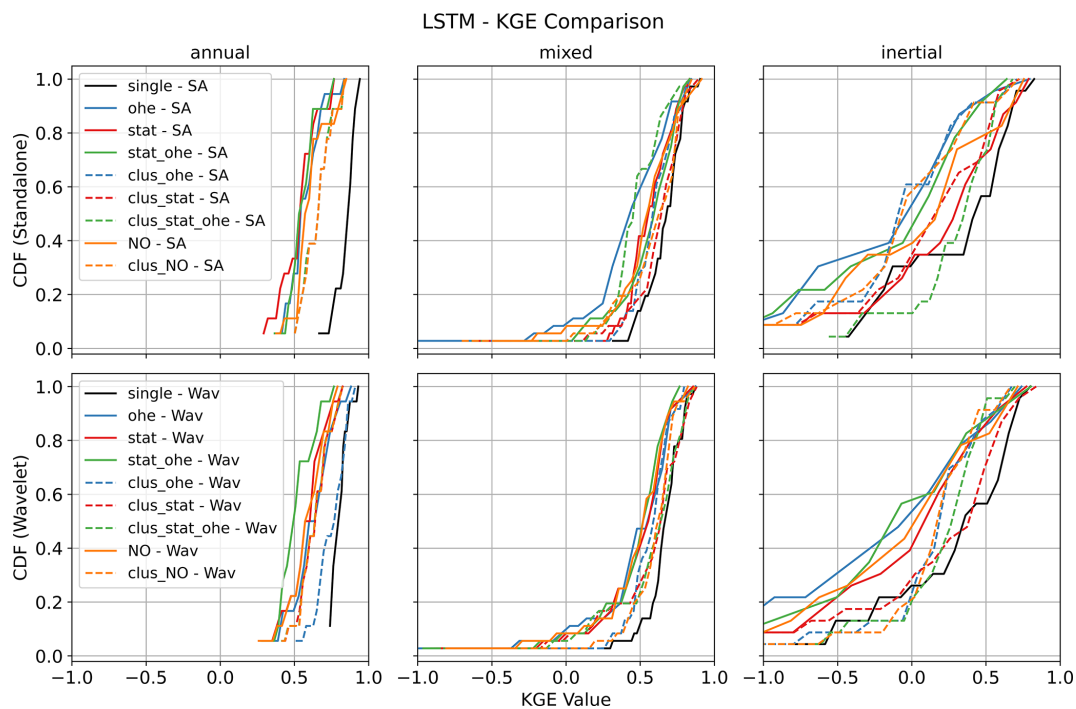 LSTM - KGE Comparison
annual
mixed
inertial
CDF (Standalone)
1.0
0.8
0.6
0.4
0.2
0.0
single - SA
ohe - SA
stat - SA
stat_ohe - SA
clus_ohe - SA
clus_stat - SA
clus_stat_ohe - SA
NO - SA
clus_NO - SA
CDF (Wavelet)
1.0
0.8
0.6
0.4
0.2
0.0
single - Wav
ohe - Wav
stat - Wav
stat_ohe - Wav
clus_ohe - Wav
clus_stat - Wav
clus_stat_ohe - Wav
NO - Wav
clus_NO - Wav
−1.0 −0.5 0.0 0.5 1.0
−1.0 −0.5 0.0 0.5 1.0
−1.0 −0.5 0.0 0.5 1.0
KGE Value